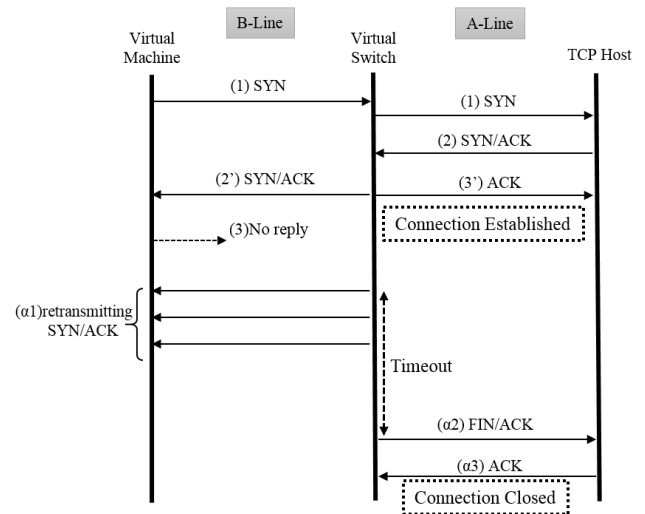 B-Line
A-Line
Virtual
Machine
Virtual
Switch
TCP Host
(1) SYN
(1) SYN
(2) SYN/ACK
(2’) SYN/ACK
(3’) ACK
Connection Established
(3)No reply
(α1)retransmitting
SYN/ACK
Timeout
(α2) FIN/ACK
(α3) ACK
Connection Closed